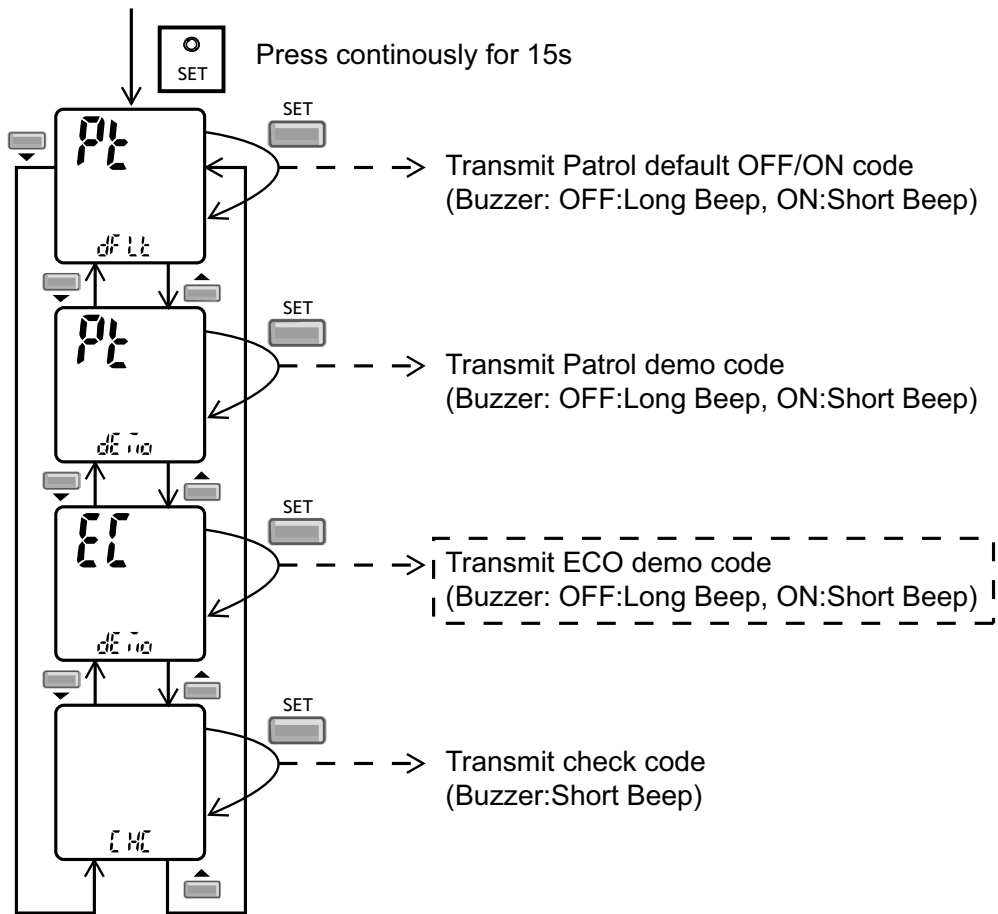 SET
Press continously for 15s
Pt
dFLt
SET
Transmit Patrol default OFF/ON code
(Buzzer: OFF:Long Beep, ON:Short Beep)
Pt
dEmo
SET
Transmit Patrol demo code
(Buzzer: OFF:Long Beep, ON:Short Beep)
EC
dEmo
SET
Transmit ECO demo code
(Buzzer: OFF:Long Beep, ON:Short Beep)
CHC
SET
Transmit check code
(Buzzer:Short Beep)